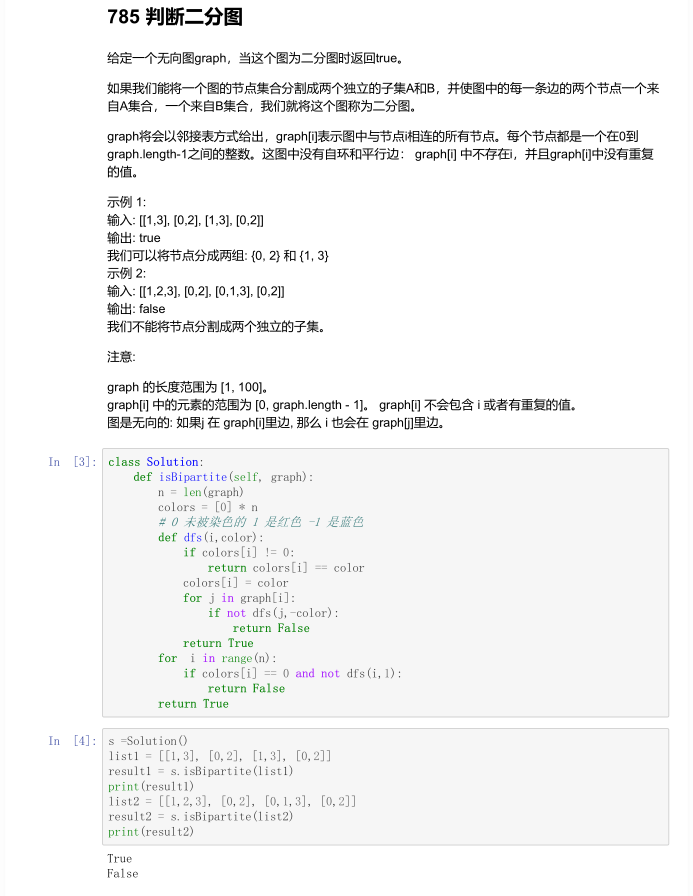 785 判断二分图
给定一个无向图graph，当这个图为二分图时返回true。
如果我们能将一个图的节点集合分割成两个独立的子集A和B，并使图中的每一条边的两个节点一个来
自A集合，一个来自B集合，我们就将这个图称为二分图。
graph将会以邻接表方式给出，graph[i]表示图中与节点i相连的所有节点。每个节点都是一个在0到
graph.length-1之间的整数。这图中没有自环和平行边： graph[i] 中不存在i，并且graph[i]中没有重复
的值。
示例 1:
输入: [[1,3], [0,2], [1,3], [0,2]]
输出: true
我们可以将节点分成两组: {0, 2} 和 {1, 3}
示例 2:
输入: [[1,2,3], [0,2], [0,1,3], [0,2]]
输出: false
我们不能将节点分割成两个独立的子集。
注意:
graph 的长度范围为 [1, 100]。
graph[i] 中的元素的范围为 [0, graph.length - 1]。 graph[i] 不会包含 i 或者有重复的值。
图是无向的: 如果j 在 graph[i]里边, 那么 i 也会在 graph[j]里边。
In [3]: class Solution:
    def isBipartite(self, graph):
        n = len(graph)
        colors = [0] * n
        # 0 未被染色的 1 是红色 -1 是蓝色
        def dfs(i,color):
            if colors[i] != 0:
                return colors[i] == color
            colors[i] = color
            for j in graph[i]:
                if not dfs(j,-color):
                    return False
            return True
        for  i in range(n):
            if colors[i] == 0 and not dfs(i,1):
                return False
        return True
In [4]: s =Solution()
list1 = [[1,3], [0,2], [1,3], [0,2]]
result1 = s.isBipartite(list1)
print(result1)
list2 = [[1,2,3], [0,2], [0,1,3], [0,2]]
result2 = s.isBipartite(list2)
print(result2)
True
False